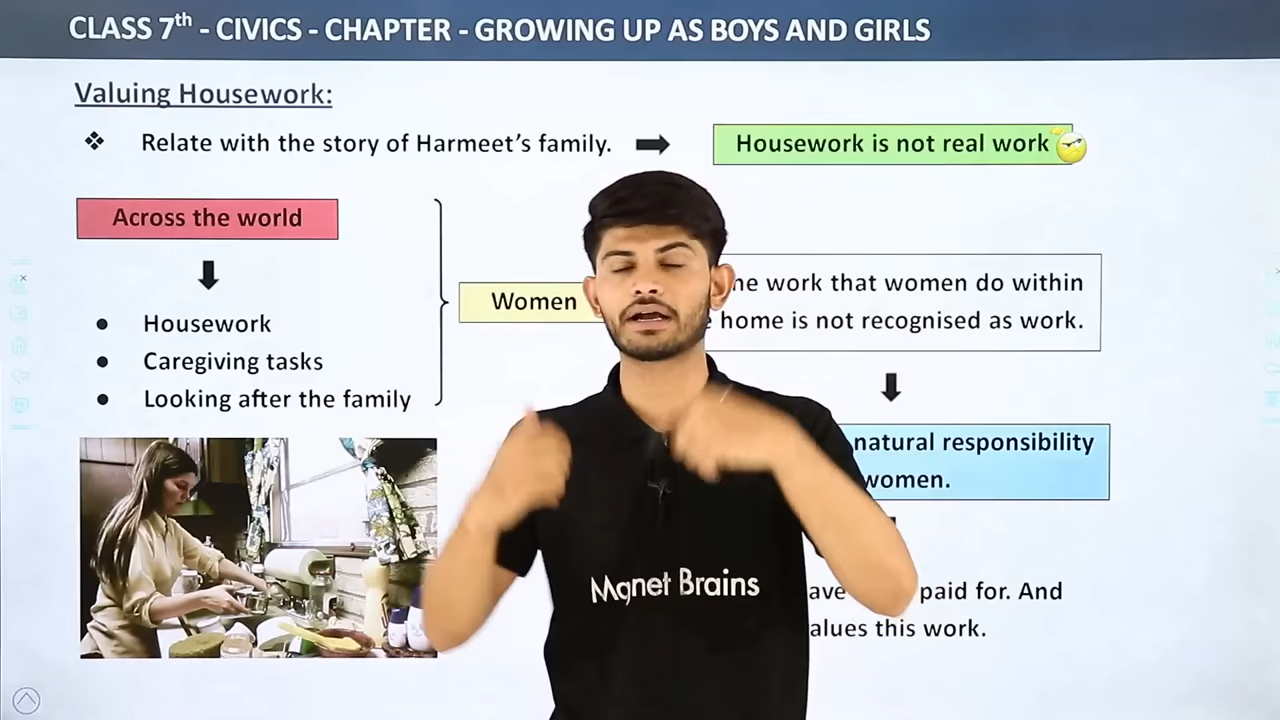 CLASS 7th - CIVICS - CHAPTER - GROWING UP AS BOYS AND GIRLS
Valuing Housework:
❖ Relate with the story of Harmeet's family. ➡ Housework is not real work
Across the world
• Housework
• Caregiving tasks
• Looking after the family
Women
work that women do within
home is not recognised as work.
natural responsibility
women.
paid for. And
this work.
Magnet Brains